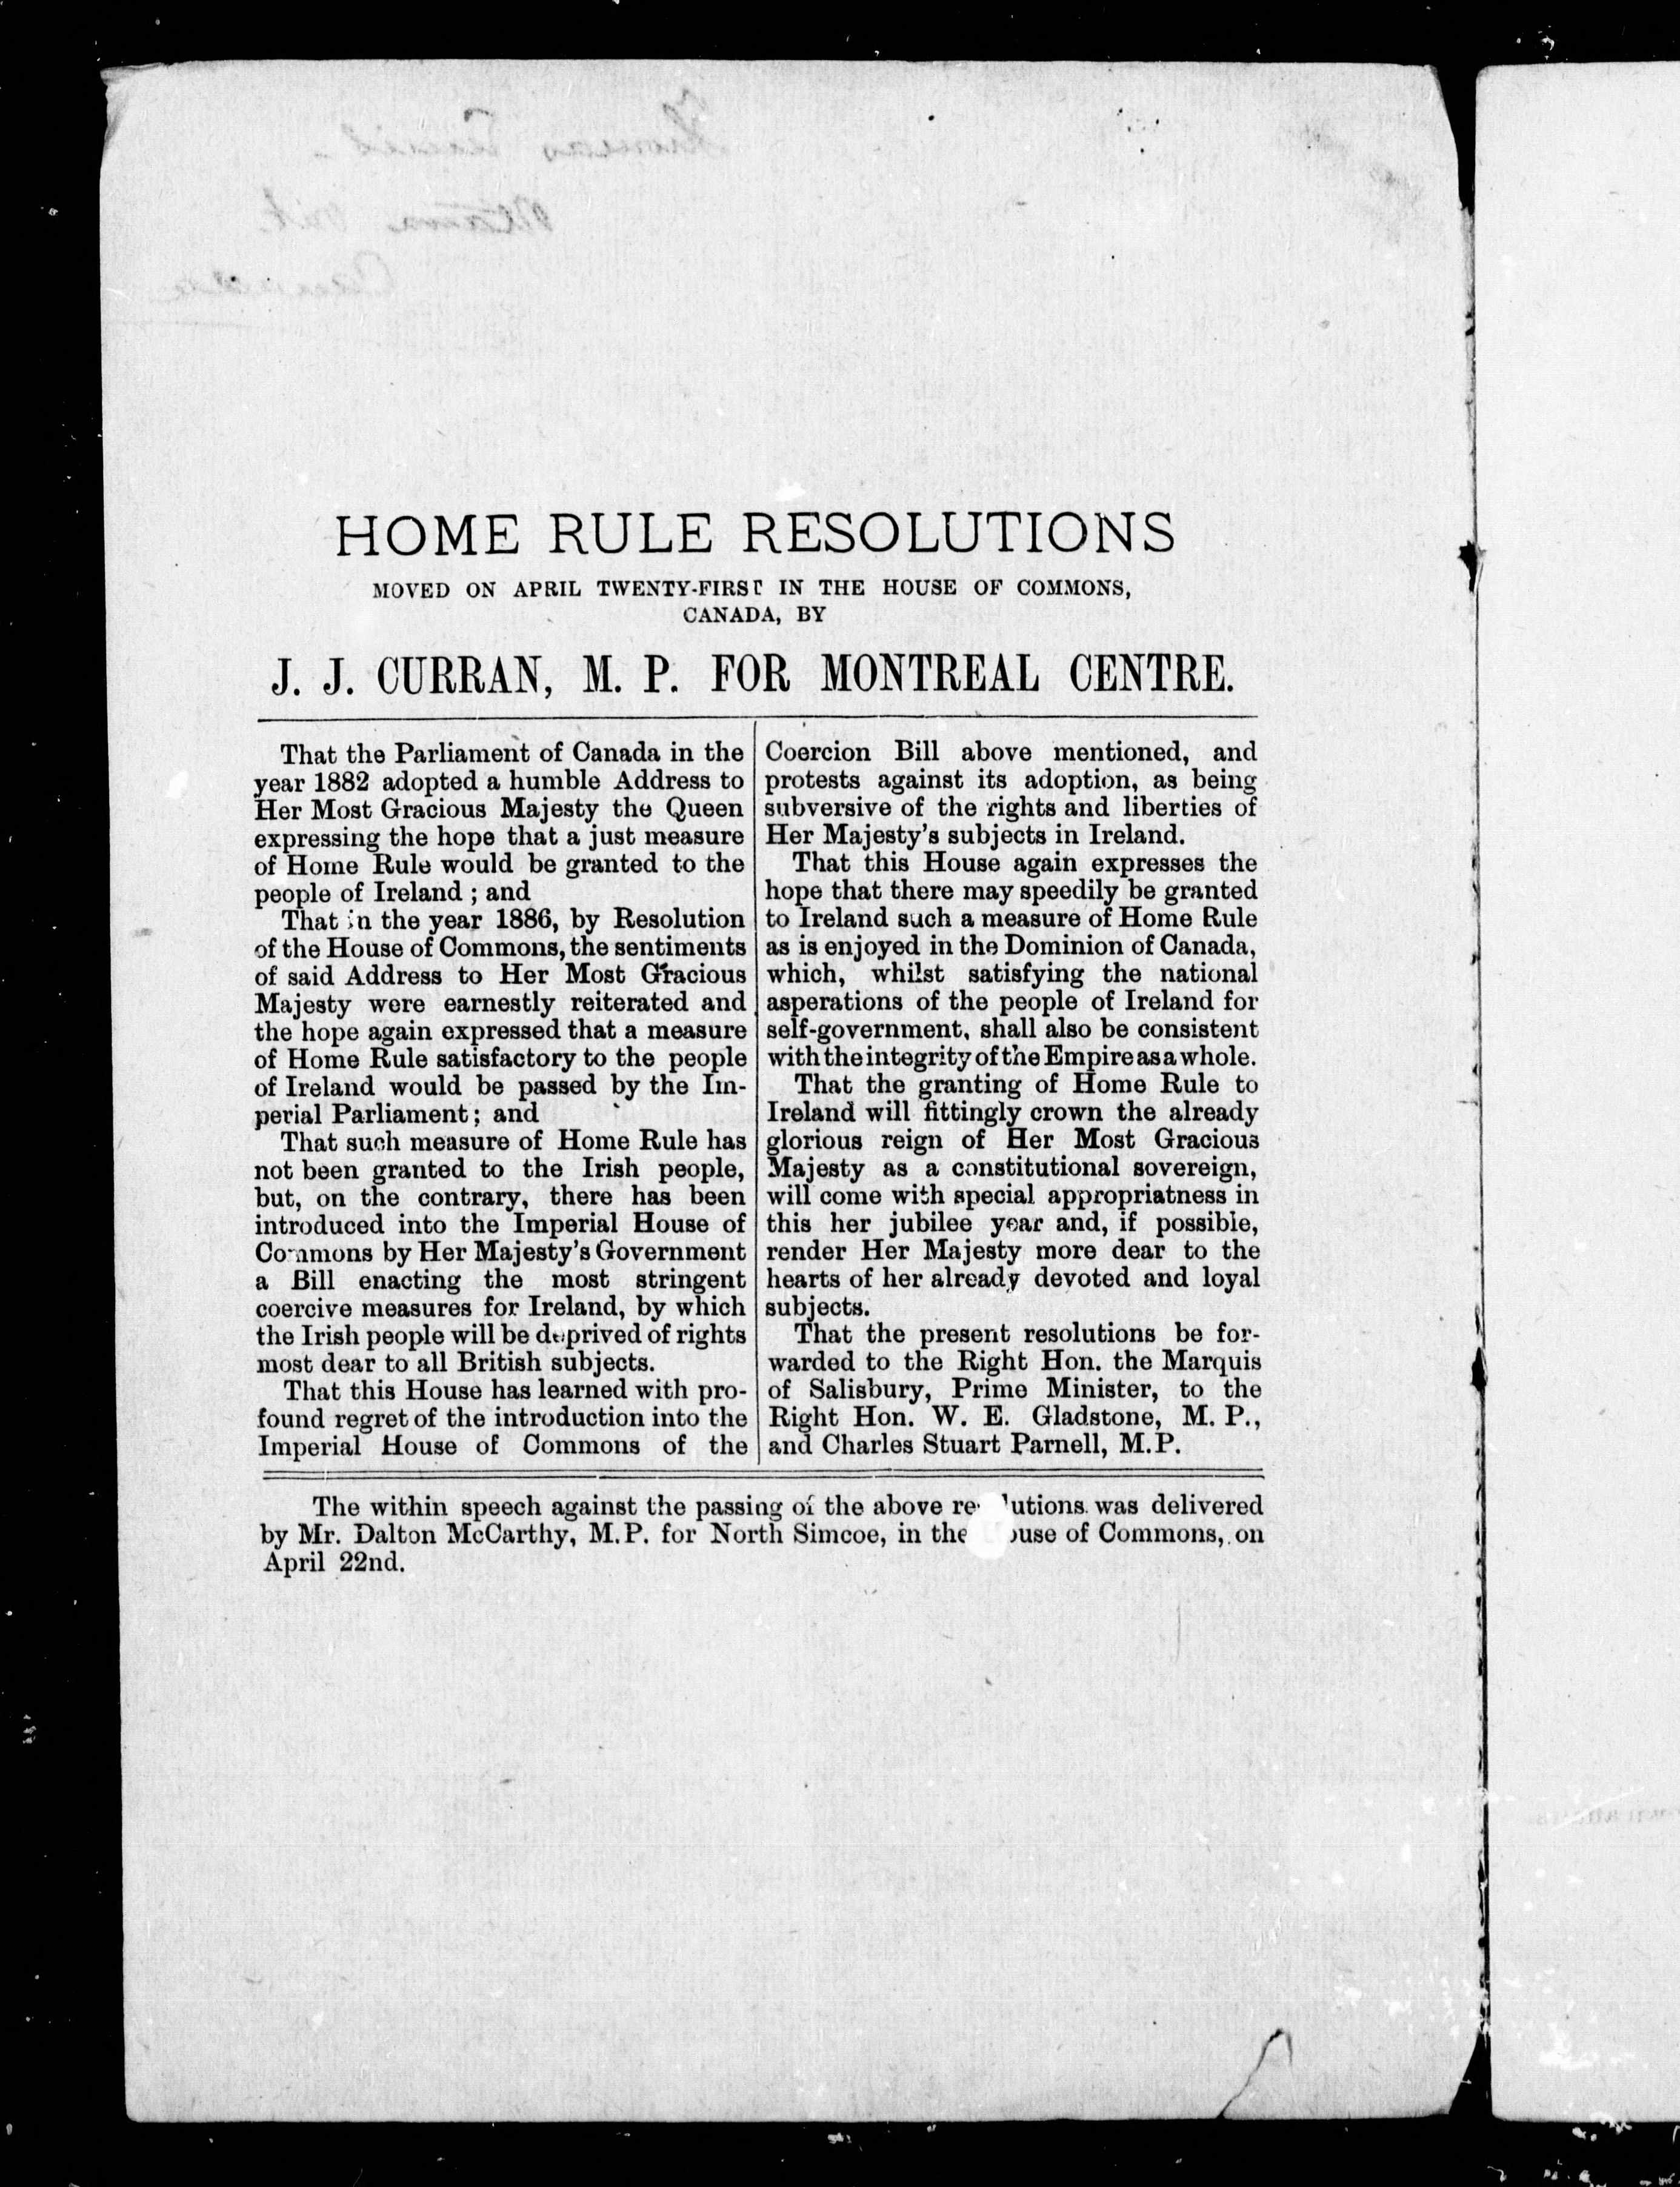 HOME RULE RESOLUTIONS
MOVED ON APRIL TWENTY-FIRST IN THE HOUSE OF COMMONS,
CANADA, BY
J. J. CURRAN, M. P. FOR MONTREAL CENTRE.
That the Parliament of Canada in the
year 1882 adopted a humble Address to
Her Most Gracious Majesty the Queen
expressing the hope that a just measure
of Home Rule would be granted to the
people of Ireland ; and
That in the year 1886, by Resolution
of the House of Commons, the sentiments
of said Address to Her Most Gracious
Majesty were earnestly reiterated and
the hope again expressed that a measure
of Home Rule satisfactory to the people
of Ireland would be passed by the Im-
perial Parliament; and
That such measure of Home Rule has
not been granted to the Irish people,
but, on the contrary, there has been
introduced into the Imperial House of
Commons by Her Majesty's Government
a Bill enacting the most stringent
coercive measures for Ireland, by which
the Irish people will be deprived of rights
most dear to all British subjects.
That this House has learned with pro-
found regret of the introduction into the
Imperial House of Commons of the
Coercion Bill above mentioned, and
protests against its adoption, as being
subversive of the rights and liberties of
Her Majesty's subjects in Ireland.
That this House again expresses the
hope that there may speedily be granted
to Ireland such a measure of Home Rule
as is enjoyed in the Dominion of Canada,
which, whilst satisfying the national
asperations of the people of Ireland for
self-government, shall also be consistent
with the integrity of the Empire as a whole.
That the granting of Home Rule to
Ireland will fittingly crown the already
glorious reign of Her Most Gracious
Majesty as a constitutional sovereign,
will come with special appropriatness in
this her jubilee year and, if possible,
render Her Majesty more dear to the
hearts of her already devoted and loyal
subjects.
That the present resolutions be for-
warded to the Right Hon. the Marquis
of Salisbury, Prime Minister, to the
Right Hon. W. E. Gladstone, M. P.,
and Charles Stuart Parnell, M.P.
The within speech against the passing of the above resolutions was delivered
by Mr. Dalton McCarthy, M.P. for North Simcoe, in the House of Commons, on
April 22nd.